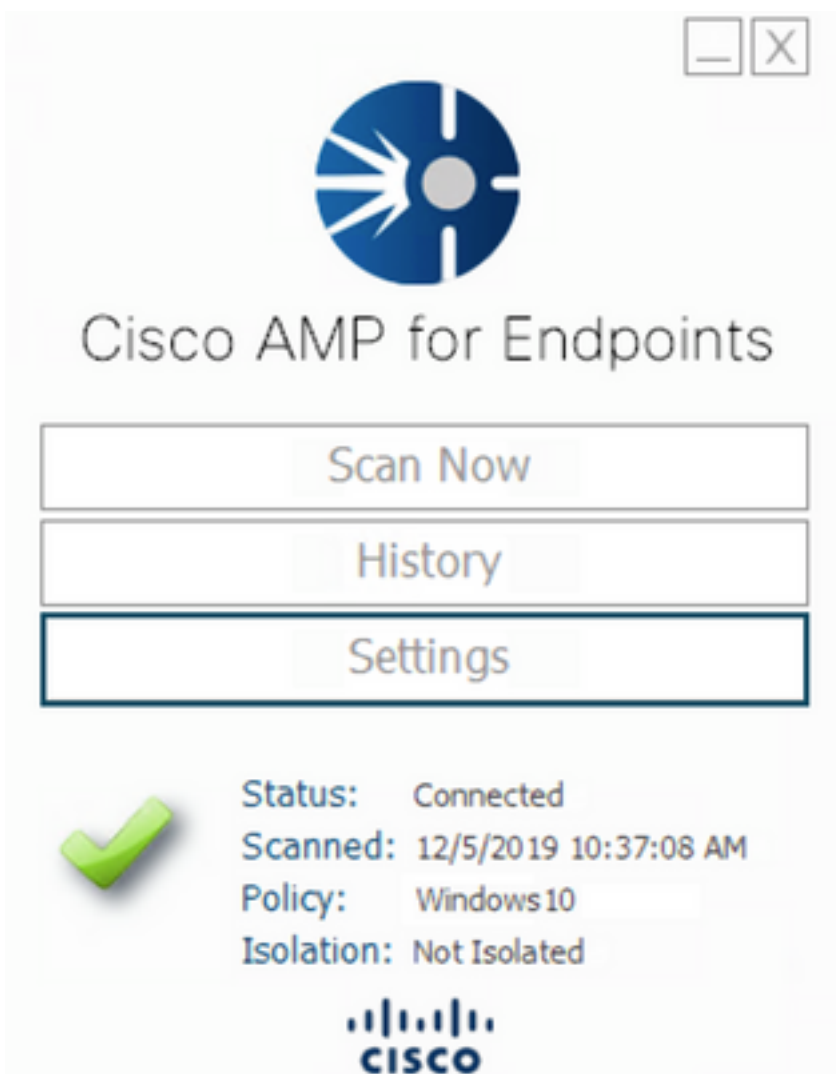 Cisco AMP for Endpoints
Scan Now
History
Settings
Status: Connected
Scanned: 12/5/2019 10:37:08 AM
Policy: Windows10
Isolation: Not Isolated
CISCO